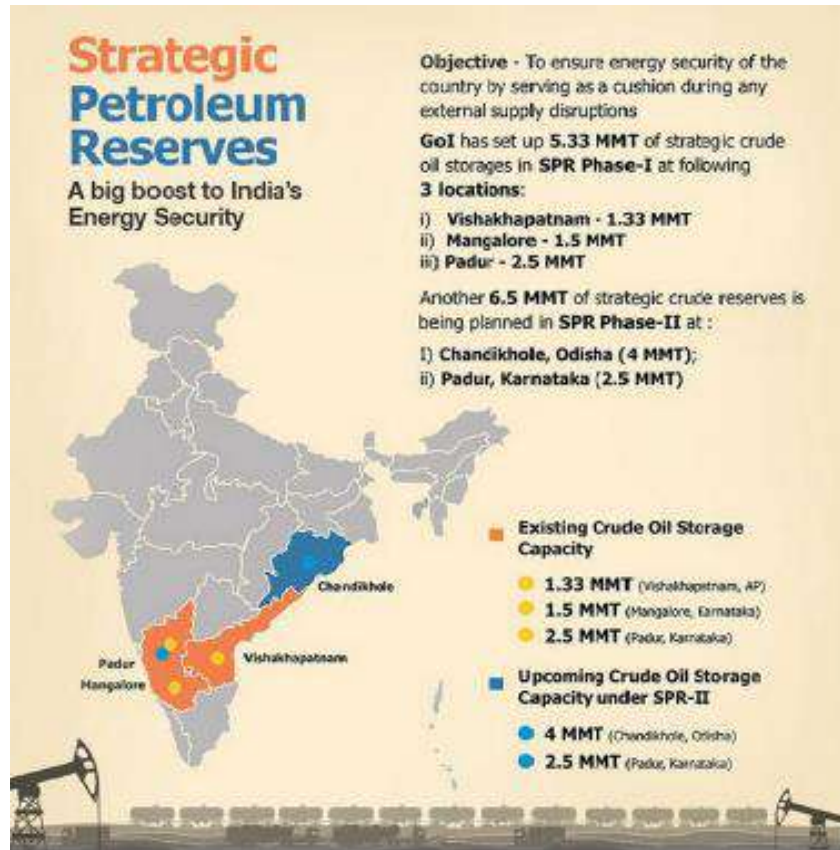 Strategic
Petroleum
Reserves
A big boost to India's
Energy Security
Objective - To ensure energy security of the
country by serving as a cushion during any
external supply disruptions
GoI has set up 5.33 MMT of strategic crude
oil storages in SPR Phase-I at following
3 locations:
i) Vishakhapatnam - 1.33 MMT
ii) Mangalore - 1.5 MMT
iii) Padur - 2.5 MMT
Another 6.5 MMT of strategic crude reserves is
being planned in SPR Phase-II at :
I) Chandikhole, Odisha (4 MMT);
ii) Padur, Karnataka (2.5 MMT)
Chandikhole
Vishakhapatnam
Padur
Mangalore
Existing Crude Oil Storage
Capacity
1.33 MMT (Vishakhapatnam, AP)
1.5 MMT (Mangalore, Karnataka)
2.5 MMT (Padur, Karnataka)
Upcoming Crude Oil Storage
Capacity under SPR-II
4 MMT (Chandikhole, Odisha)
2.5 MMT (Padur, Karnataka)